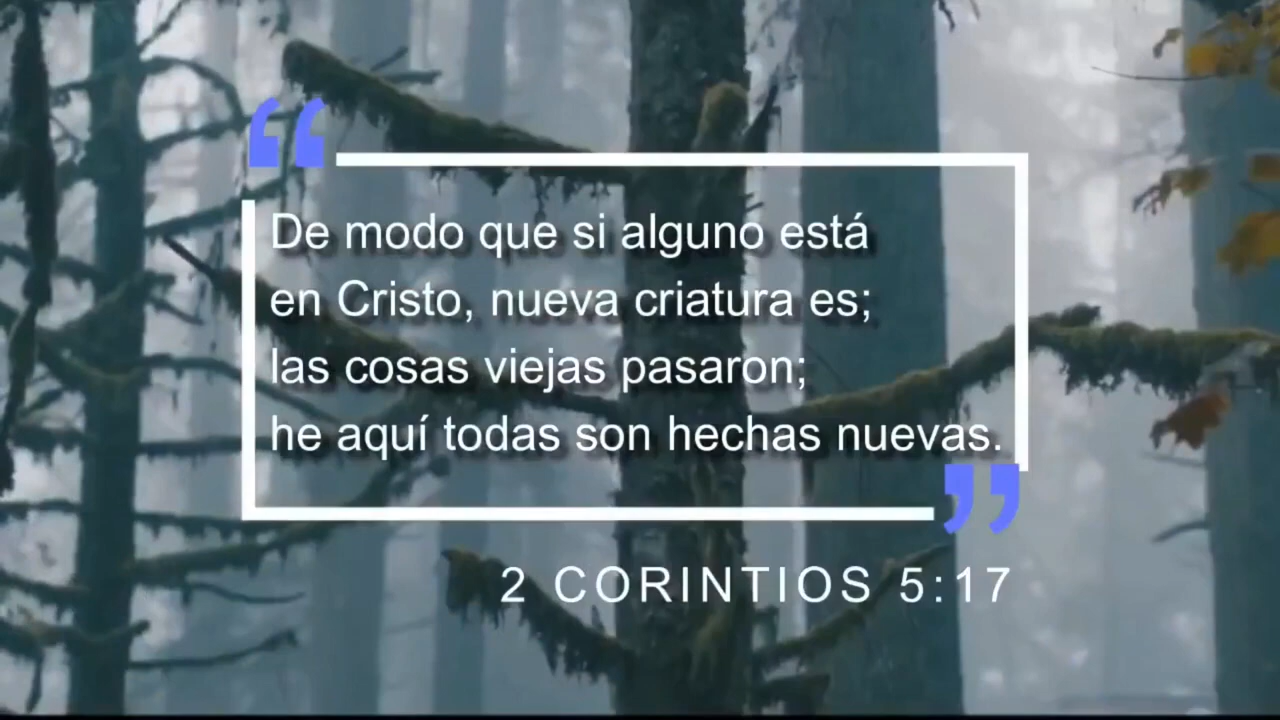 De modo que si alguno está
en Cristo, nueva criatura es;
las cosas viejas pasaron;
he aquí todas son hechas nuevas.
2 CORINTIOS 5:17